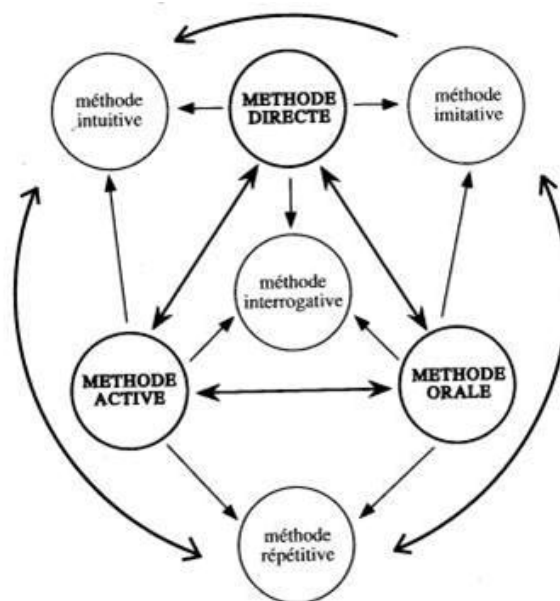 méthode
intuitive
METHODE
DIRECTE
méthode
imitative
méthode
interrogative
METHODE
ACTIVE
METHODE
ORALE
méthode
répétitive